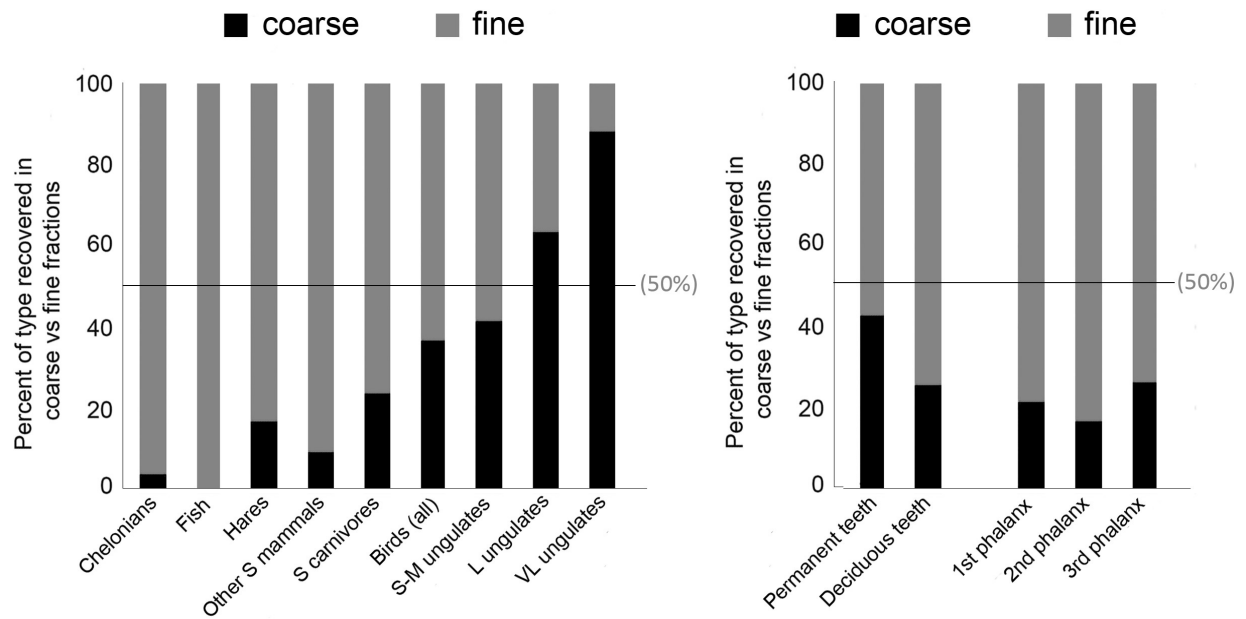 coarse fine
Percent of type recovered in
coarse vs fine fractions
100
80
60
40
20
0
(50%)
Chelonians
Fish
Hares
Other S mammals
S carnivores
Birds (all)
S-M ungulates
L ungulates
VL ungulates
coarse fine
Percent of type recovered in
coarse vs fine fractions
100
80
60
40
20
0
(50%)
Permanent teeth
Deciduous teeth
1st phalanx
2nd phalanx
3rd phalanx